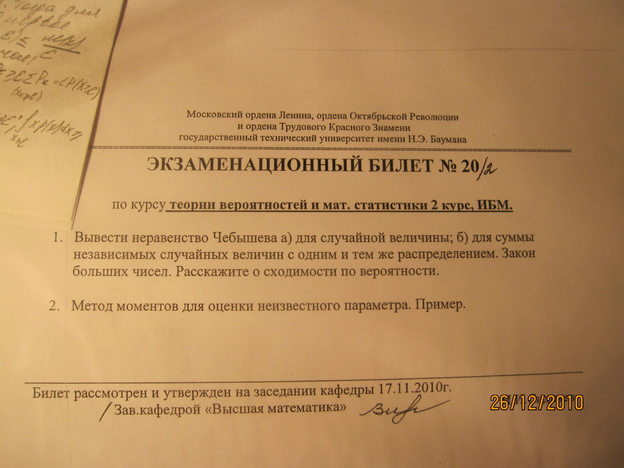 Тогда для
Московский ордена Ленина, ордена Октябрьской Революции
и ордена Трудового Красного Знамени
государственный технический университет имени Н.Э. Баумана
ЭКЗАМЕНАЦИОННЫЙ БИЛЕТ № 20/2
по курсу теории вероятностей и мат. статистики 2 курс, ИБМ.
1. Вывести неравенство Чебышева а) для случайной величины; б) для суммы
независимых случайных величин с одним и тем же распределением. Закон
больших чисел. Расскажите о сходимости по вероятности.
2. Метод моментов для оценки неизвестного параметра. Пример.
Билет рассмотрен и утвержден на заседании кафедры 17.11.2010г.
/ Зав.кафедрой «Высшая математика»
26/12/2010